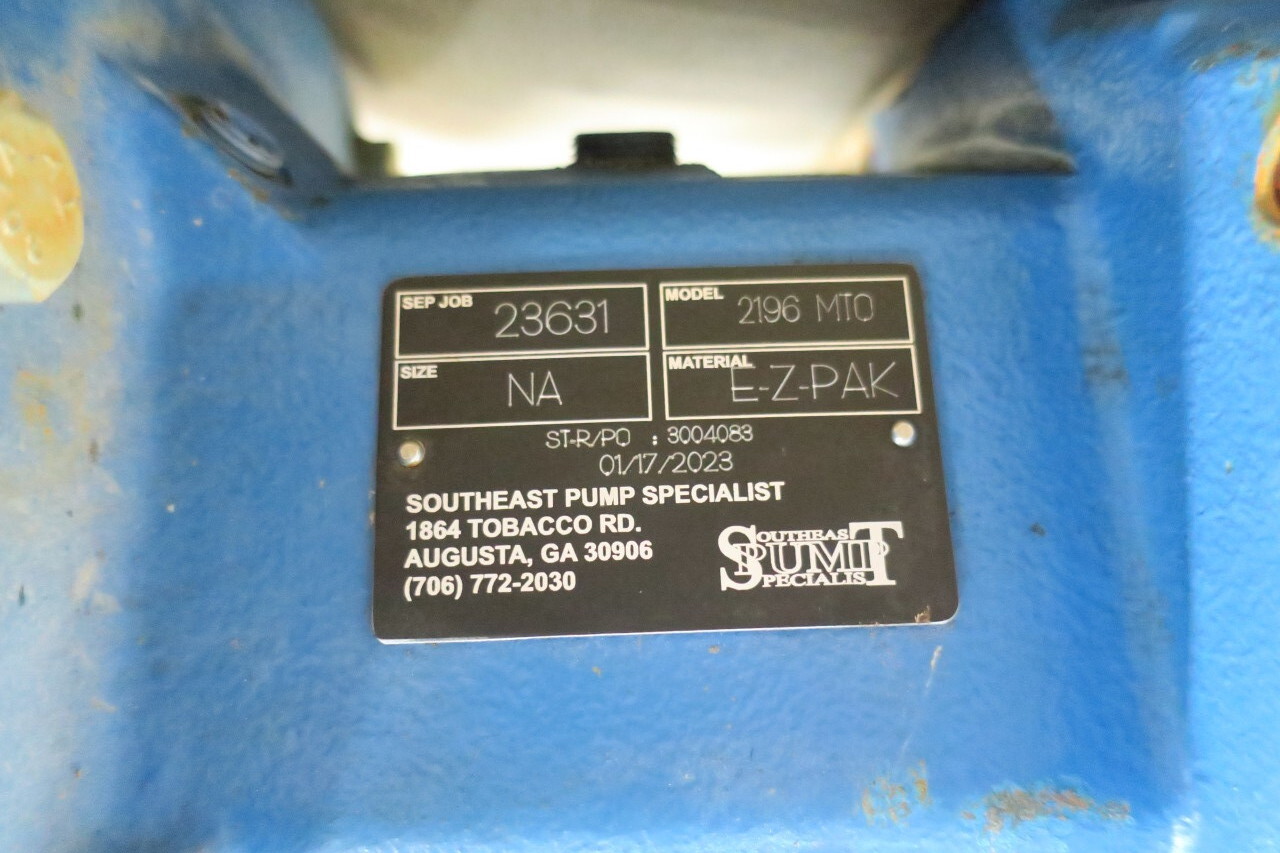 SEP JOB 23631
MODEL 2196 MTO
SIZE NA
MATERIAL E-Z-PAK
ST-R/PO : 3004083
01/17/2023
SOUTHEAST PUMP SPECIALIST
1864 TOBACCO RD.
AUGUSTA, GA 30906
(706) 772-2030
SOUTHEAST
PUMP
SPECIALIST